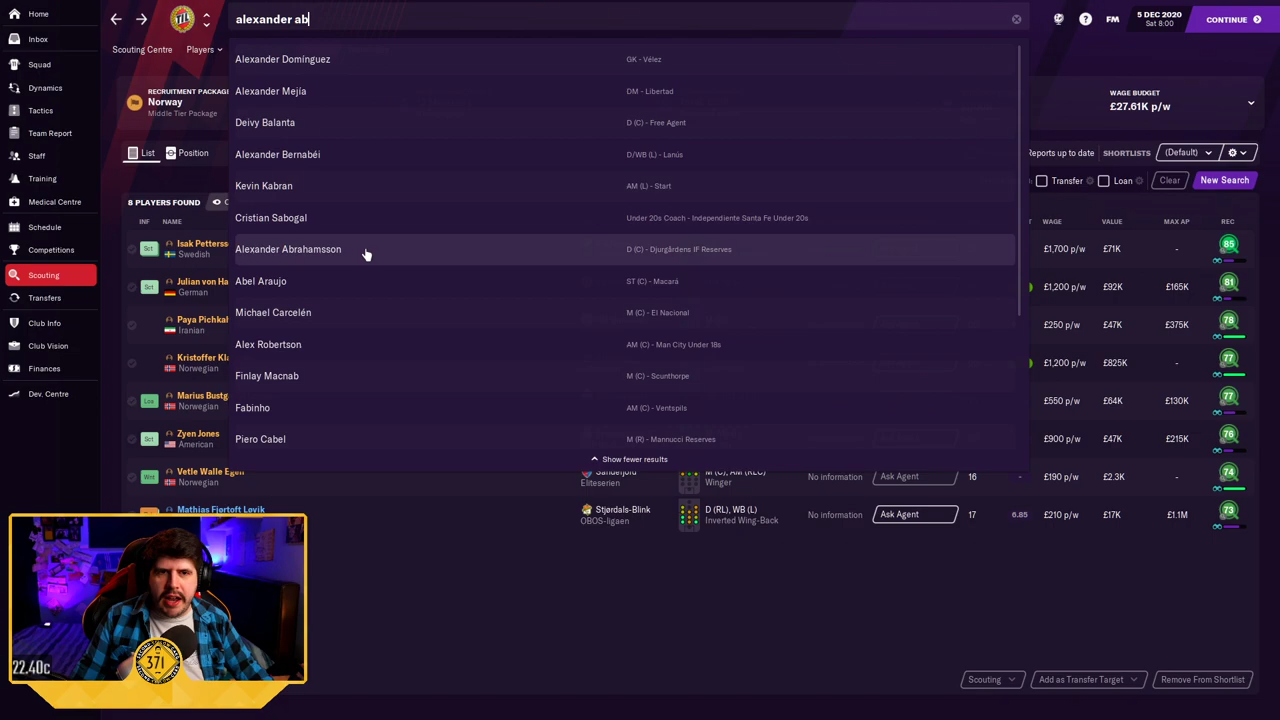 Home
TIL
alexander ab
FM
5 DEC 2020
Sat 8:00
CONTINUE
Inbox
Squad
Dynamics
Tactics
Team Report
Staff
Training
Medical Centre
Schedule
Competitions
Scouting
Transfers
Club Info
Club Vision
Finances
Dev. Centre
Scouting Centre
Players
RECRUITMENT PACKAGE
Norway
Middle Tier Package
WAGE BUDGET
£27.61K p/w
List
Position
Reports up to date
SHORTLISTS
(Default)
Transfer
Loan
Clear
New Search
8 PLAYERS FOUND
INF
NAME
WAGE
VALUE
MAX AP
REC
Alexander Domínguez
GK - Vélez
Alexander Mejía
DM - Libertad
Deivy Balanta
D (C) - Free Agent
Alexander Bernabéi
D/WB (L) - Lanús
Kevin Kabran
AM (L) - Start
Cristian Sabogal
Under 20s Coach - Independiente Santa Fe Under 20s
Alexander Abrahamsson
D (C) - Djurgårdens IF Reserves
Abel Araujo
ST (C) - Macará
Michael Carcelén
M (C) - El Nacional
Alex Robertson
AM (C) - Man City Under 18s
Finlay Macnab
M (C) - Scunthorpe
Fabinho
AM (C) - Ventspils
Piero Cabel
M (R) - Mannucci Reserves
Show fewer results
Sct
Isak Petterss
Swedish
£1,700 p/w
£71K
-
85
Sct
Julian von Ha
German
£1,200 p/w
£92K
£165K
81
Paya Pichkah
Iranian
£250 p/w
£47K
£375K
78
Kristoffer Kla
Norwegian
£1,200 p/w
£825K
-
77
Lox
Marius Bustg
Norwegian
£550 p/w
£64K
£130K
77
Sct
Zyen Jones
American
£900 p/w
£47K
£215K
76
Wnt
Vetle Walle Egeli
Norwegian
Sandefjord
Eliteserien
M (C), AM (RLC)
Winger
No information
Ask Agent
16
-
£190 p/w
£2.3K
-
74
Mathias Fjørtoft Løvik
Stjørdals-Blink
OBOS-ligaen
D (RL), WB (L)
Inverted Wing-Back
No information
Ask Agent
17
6.85
£210 p/w
£17K
£1.1M
73
22.40c
371
Scouting
Add as Transfer Target
Remove From Shortlist